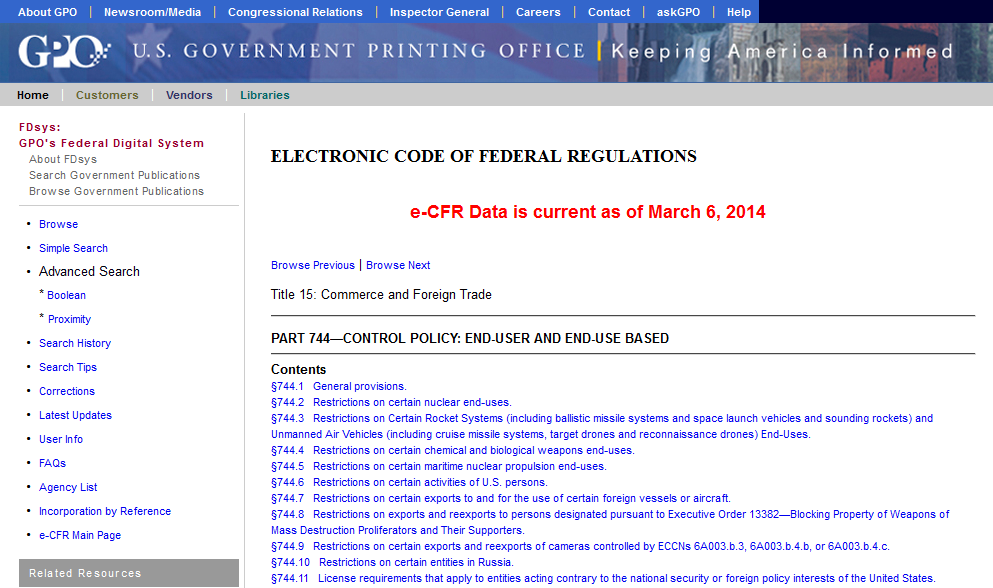 About GPO | Newsroom/Media | Congressional Relations | Inspector General | Careers | Contact | askGPO | Help
GPO U.S. GOVERNMENT PRINTING OFFICE | Keeping America Informed
Home | Customers | Vendors | Libraries
FDsys:
GPO's Federal Digital System
About FDsys
Search Government Publications
Browse Government Publications
• Browse
• Simple Search
• Advanced Search
* Boolean
* Proximity
• Search History
• Search Tips
• Corrections
• Latest Updates
• User Info
• FAQs
• Agency List
• Incorporation by Reference
• e-CFR Main Page
Related Resources
ELECTRONIC CODE OF FEDERAL REGULATIONS
e-CFR Data is current as of March 6, 2014
Browse Previous | Browse Next
Title 15: Commerce and Foreign Trade
PART 744—CONTROL POLICY: END-USER AND END-USE BASED
Contents
§744.1 General provisions.
§744.2 Restrictions on certain nuclear end-uses.
§744.3 Restrictions on Certain Rocket Systems (including ballistic missile systems and space launch vehicles and sounding rockets) and
Unmanned Air Vehicles (including cruise missile systems, target drones and reconnaissance drones) End-Uses.
§744.4 Restrictions on certain chemical and biological weapons end-uses.
§744.5 Restrictions on certain maritime nuclear propulsion end-uses.
§744.6 Restrictions on certain activities of U.S. persons.
§744.7 Restrictions on certain exports to and for the use of certain foreign vessels or aircraft.
§744.8 Restrictions on exports and reexports to persons designated pursuant to Executive Order 13382—Blocking Property of Weapons of
Mass Destruction Proliferators and Their Supporters.
§744.9 Restrictions on certain exports and reexports of cameras controlled by ECCNs 6A003.b.3, 6A003.b.4.b, or 6A003.b.4.c.
§744.10 Restrictions on certain entities in Russia.
§744.11 License requirements that apply to entities acting contrary to the national security or foreign policy interests of the United States.